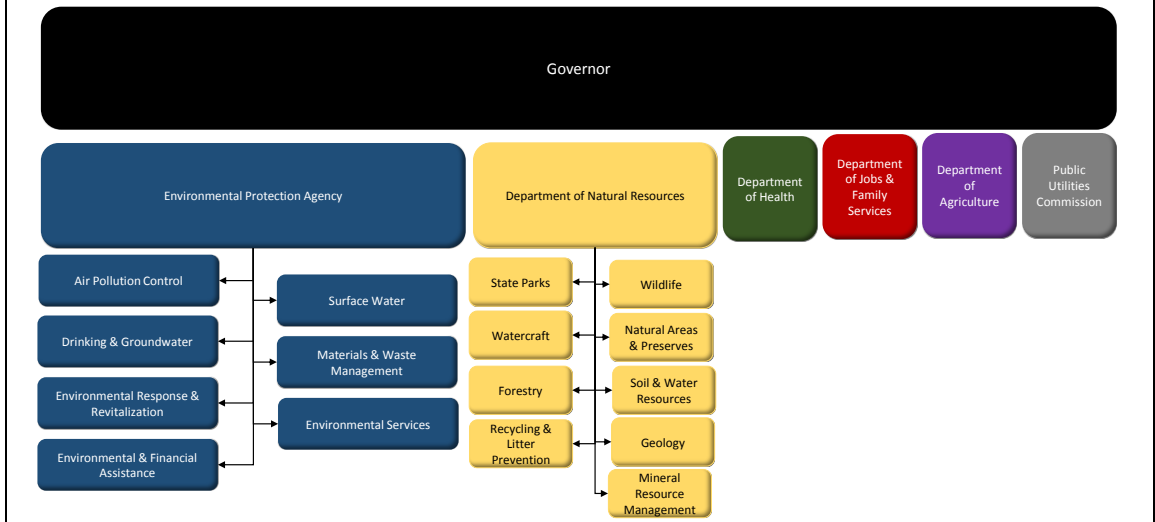 Governor
Environmental Protection Agency
Department of Natural Resources
Department
of Health
Department
of Jobs &
Family
Services
Department
of
Agriculture
Public
Utilities
Commission
Air Pollution Control
Surface Water
Drinking & Groundwater
Materials & Waste
Management
Environmental Response &
Revitalization
Environmental Services
Environmental & Financial
Assistance
State Parks
Wildlife
Watercraft
Natural Areas
& Preserves
Forestry
Soil & Water
Resources
Recycling &
Litter
Prevention
Geology
Mineral
Resource
Management